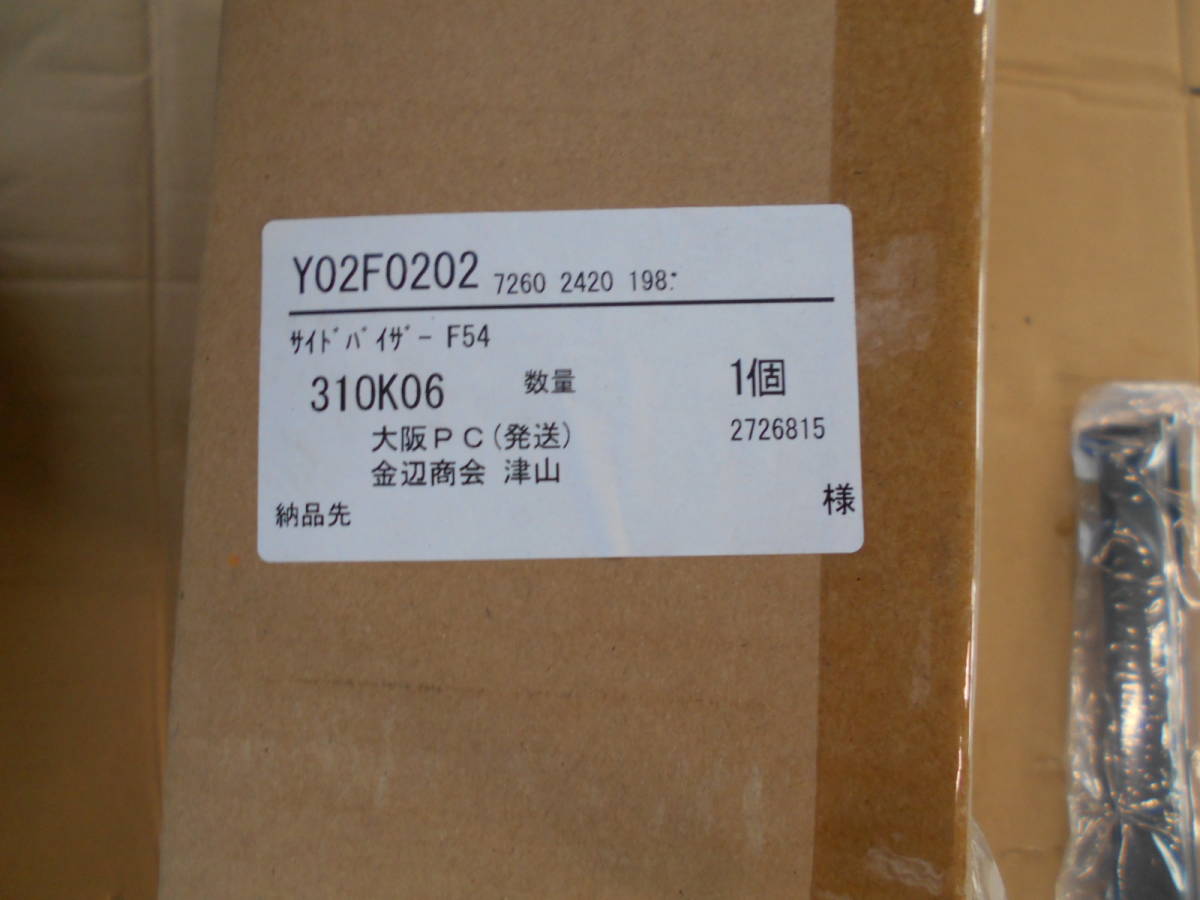 Y02F0202 7260 2420 198:
ｻｲﾄﾞﾊﾞｲｻﾞｰ F54
310K06 数量 1個
大阪ＰＣ(発送) 2726815
金辺商会 津山
納品先 様